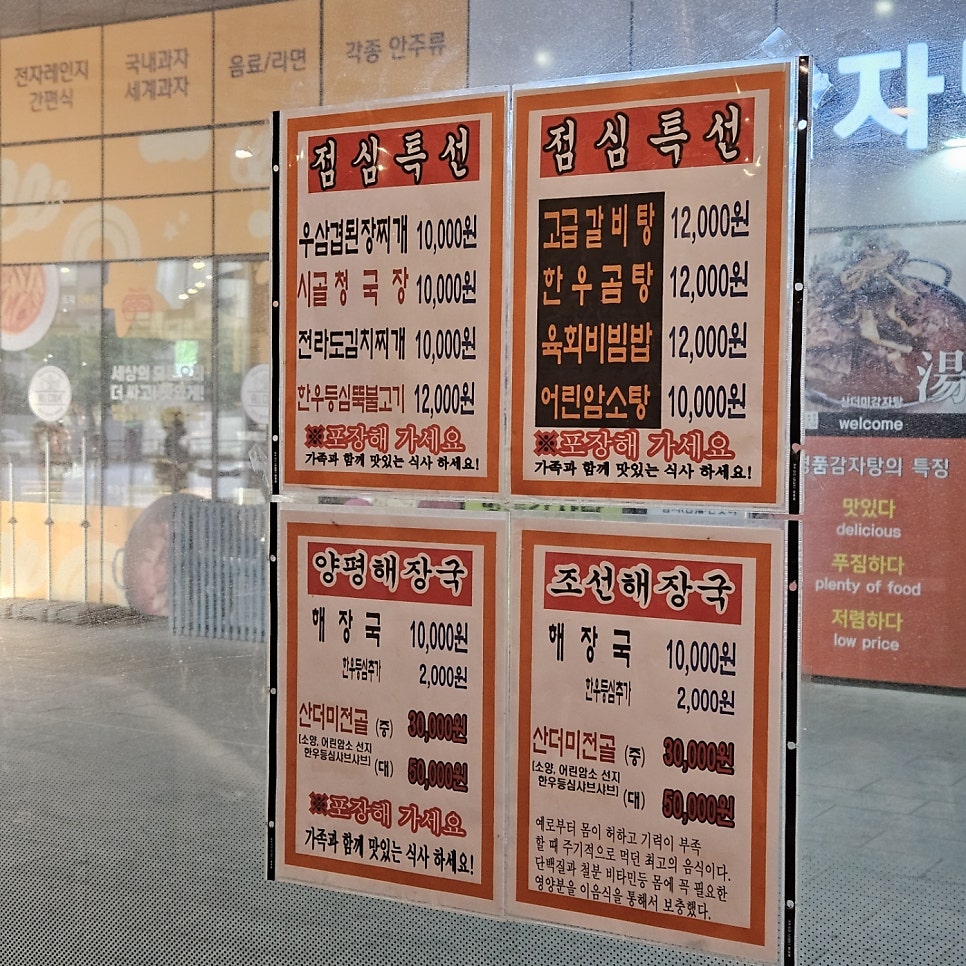 전자레인지
간편식
국내과자
세계과자
음료/라면
각종 안주류
점심특선
우삼겹된장찌개 10,000원
시골청국장 10,000원
전라도김치찌개 10,000원
한우등심뚝불고기 12,000원
※포장해 가세요
가족과 함께 맛있는 식사 하세요!
점심특선
고급갈비탕 12,000원
한우곰탕 12,000원
육회비빔밥 12,000원
어린암소탕 10,000원
※포장해 가세요
가족과 함께 맛있는 식사 하세요!
양평해장국
해장국 10,000원
한우등심추가 2,000원
산더미전골 (중) 30,000원
[소양, 어린암소 선지
한우등심샤브샤브] (대) 50,000원
※포장해 가세요
가족과 함께 맛있는 식사 하세요!
조선해장국
해장국 10,000원
한우등심추가 2,000원
산더미전골 (중) 30,000원
[소양, 어린암소 선지
한우등심샤브샤브] (대) 50,000원
예로부터 몸이 허하고 기력이 부족
할 때 주기적으로 먹던 최고의 음식이다.
단백질과 철분 비타민등 몸에 꼭 필요한
영양분을 이음식을 통해서 보충했다.
자
湯
산더미감자탕
welcome
명품감자탕의 특징
맛있다
delicious
푸짐하다
plenty of food
저렴하다
low price
세상의
더 싸고